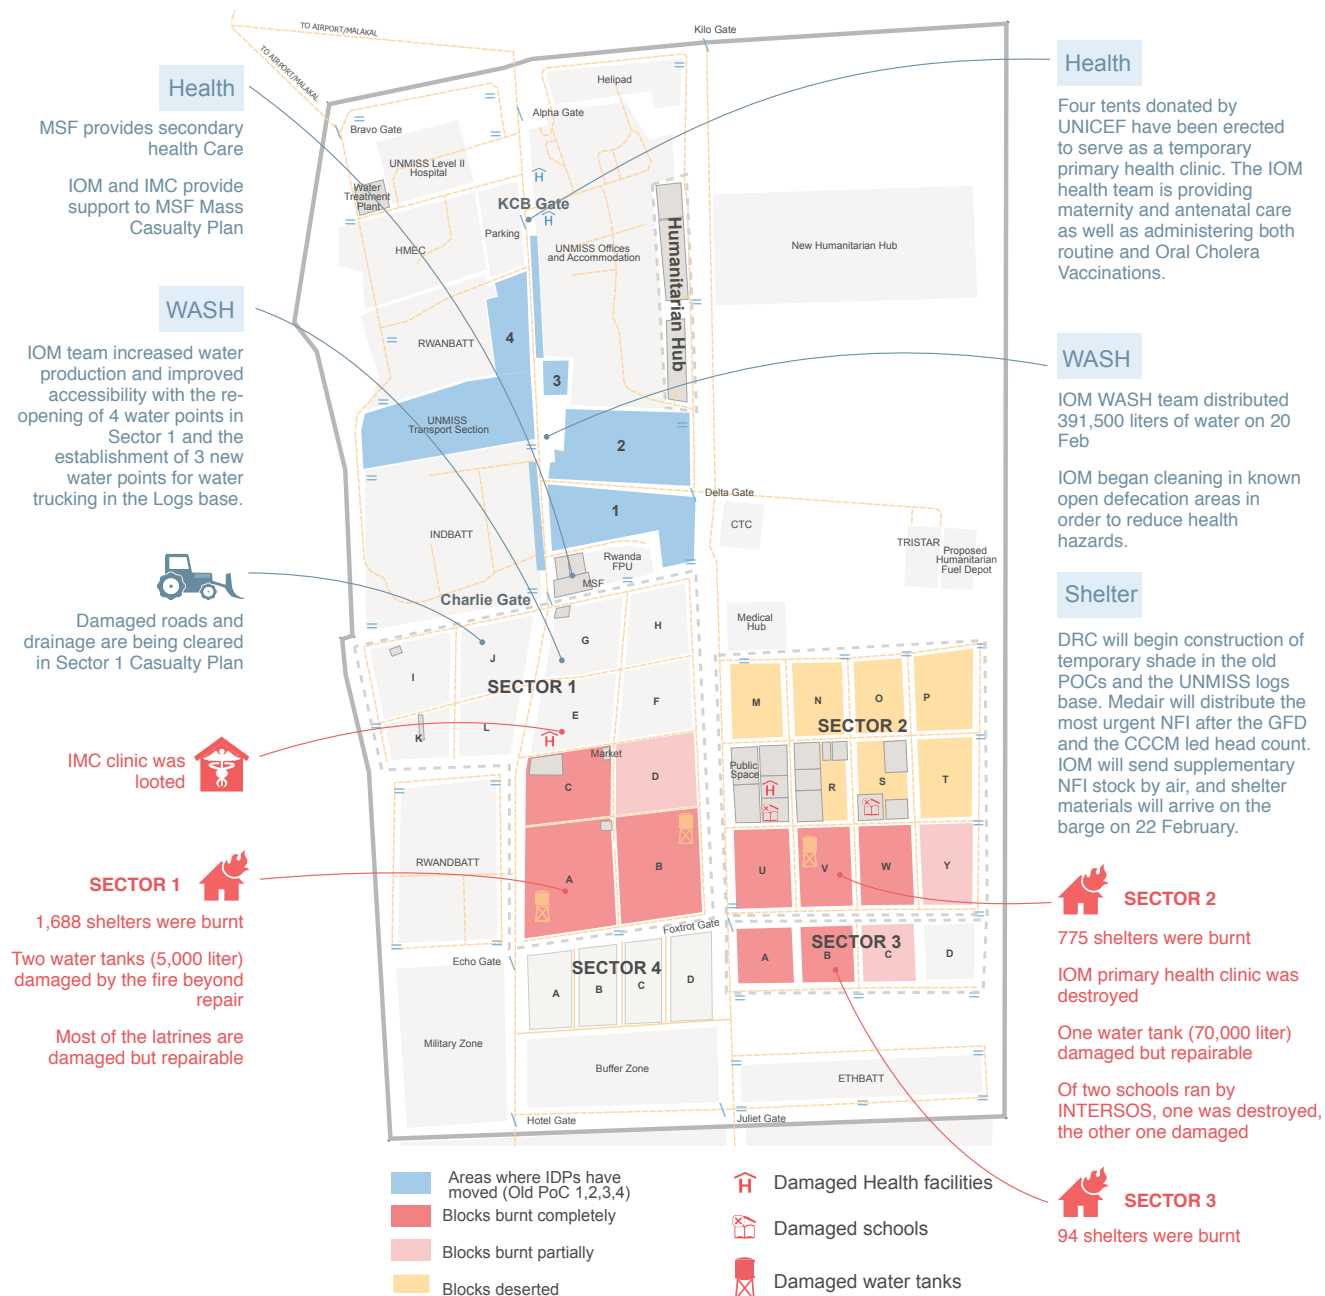 TO AIRPORT/MALAKAL
TO AIRPORT/MALAKAL
Kilo Gate
Health
MSF provides secondary
health Care
IOM and IMC provide
support to MSF Mass
Casualty Plan
WASH
IOM team increased water
production and improved
accessibility with the re-
opening of 4 water points in
Sector 1 and the
establishment of 3 new
water points for water
trucking in the Logs base.
Damaged roads and
drainage are being cleared
in Sector 1 Casualty Plan
IMC clinic was
looted
SECTOR 1
1,688 shelters were burnt
Two water tanks (5,000 liter)
damaged by the fire beyond
repair
Most of the latrines are
damaged but repairable
Helipad
Alpha Gate
Bravo Gate
UNMISS Level II
Hospital
Water
Treatment
Plant
H
KCB Gate
H
Parking
HMEC
UNMISS Offices
and Accommodation
Humanitarian Hub
New Humanitarian Hub
RWANBATT
4
3
UNMISS
Transport Section
2
1
Delta Gate
CTC
INDBATT
TRISTAR
Proposed
Humanitarian
Fuel Depot
Rwanda
FPU
MSF
Charlie Gate
Medical
Hub
G
H
J
I
SECTOR 1
E
F
L
K
H
Market
C
D
A
B
RWANDBATT
M
N
O
P
SECTOR 2
Public
Space
H
R
S
T
U
V
W
Y
Foxtrot Gate
SECTOR 3
A
B
C
D
Echo Gate
SECTOR 4
A
B
C
D
Military Zone
Buffer Zone
ETHBATT
Hotel Gate
Juliet Gate
Health
Four tents donated by
UNICEF have been erected
to serve as a temporary
primary health clinic. The IOM
health team is providing
maternity and antenatal care
as well as administering both
routine and Oral Cholera
Vaccinations.
WASH
IOM WASH team distributed
391,500 liters of water on 20
Feb
IOM began cleaning in known
open defecation areas in
order to reduce health
hazards.
Shelter
DRC will begin construction of
temporary shade in the old
POCs and the UNMISS logs
base. Medair will distribute the
most urgent NFI after the GFD
and the CCCM led head count.
IOM will send supplementary
NFI stock by air, and shelter
materials will arrive on the
barge on 22 February.
SECTOR 2
775 shelters were burnt
IOM primary health clinic was
destroyed
One water tank (70,000 liter)
damaged but repairable
Of two schools ran by
INTERSOS, one was destroyed,
the other one damaged
SECTOR 3
94 shelters were burnt
Areas where IDPs have
moved (Old PoC 1,2,3,4)
Blocks burnt completely
Blocks burnt partially
Blocks deserted
H
Damaged Health facilities
Damaged schools
Damaged water tanks